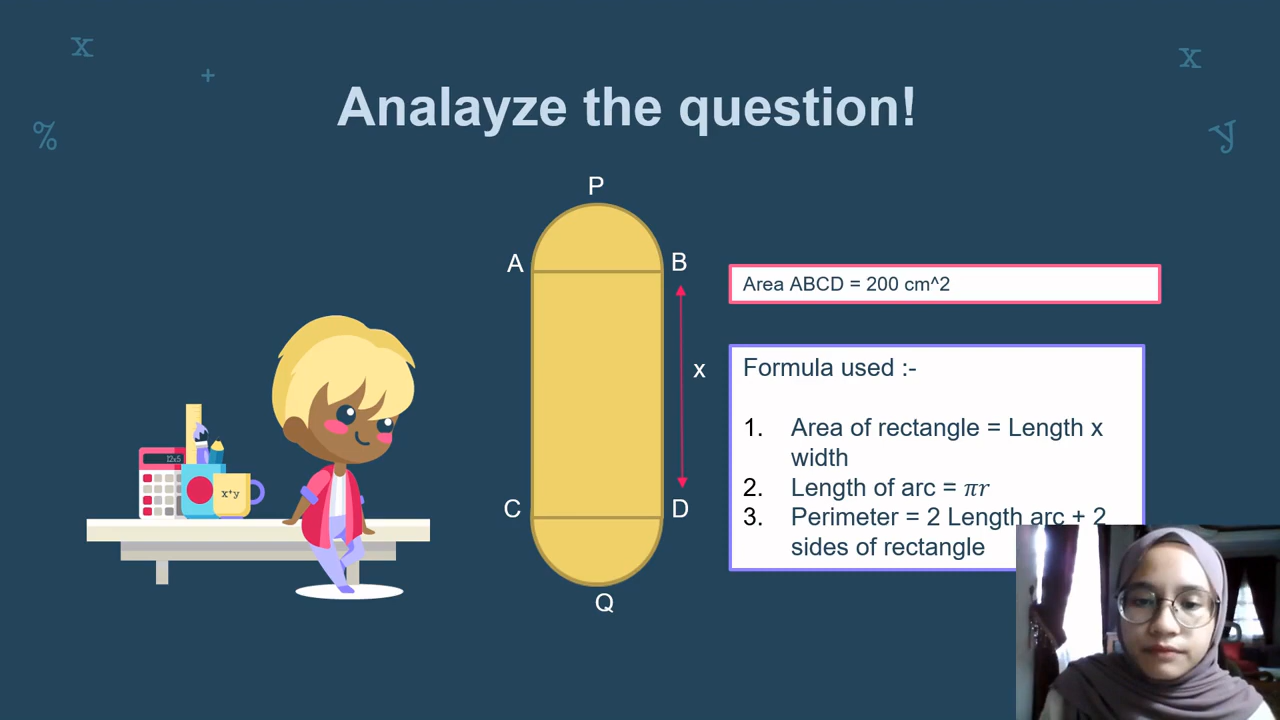 x
x
+
%
y
Analayze the question!
P
A
B
Area ABCD = 200 cm^2
x
Formula used :-
1. Area of rectangle = Length x
width
2. Length of arc = πr
3. Perimeter = 2 Length arc + 2
sides of rectangle
12x5
x+y
C
D
Q